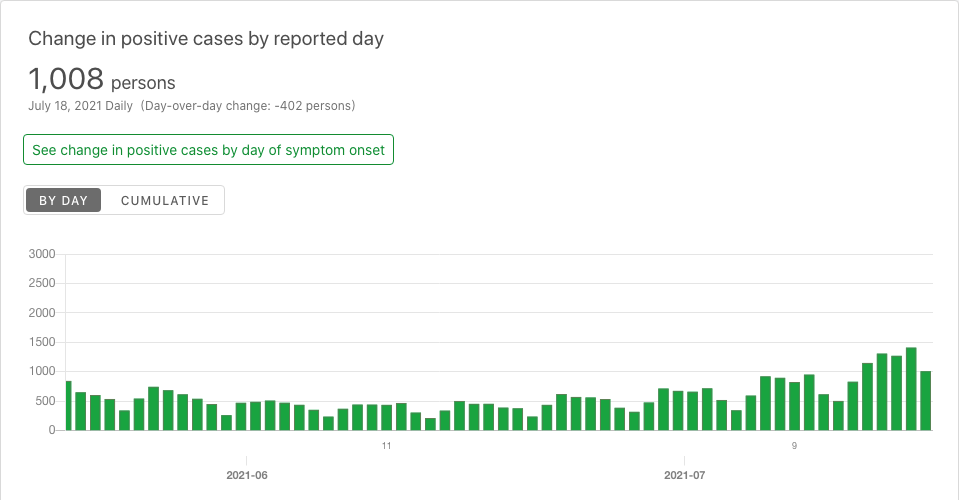 Change in positive cases by reported day
1,008 persons
July 18, 2021 Daily (Day-over-day change: -402 persons)
See change in positive cases by day of symptom onset
BY DAY CUMULATIVE
3000
2500
2000
1500
1000
500
0
11 9
2021-06 2021-07